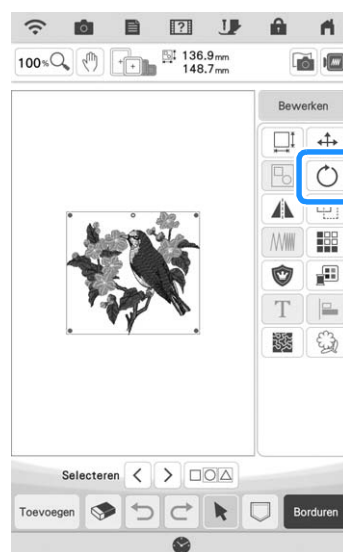 100%
136.9mm
148.7mm
Bewerken
T
Selecteren
Toevoegen
Borduren